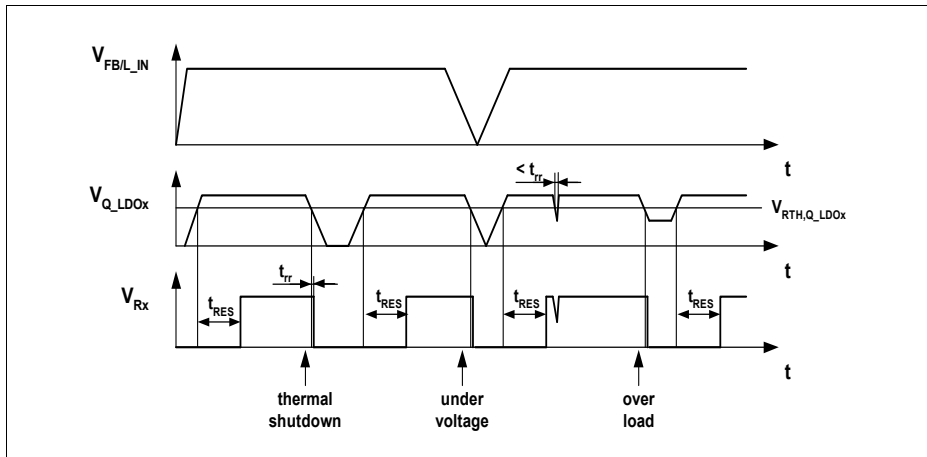 V_FB/L_IN
t
< t_rr
V_Q_LDOx
V_RTH,Q_LDOx
t
t_rr
V_Rx
t_RES
t_RES
t_RES
t_RES
t
thermal
shutdown
under
voltage
over
load